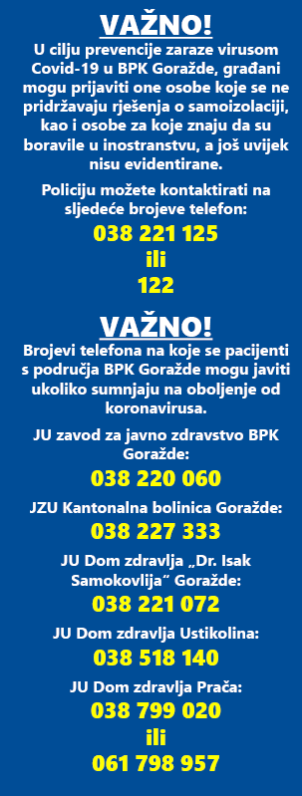 VAŽNO!
U cilju prevencije zaraze virusom
Covid-19 u BPK Goražde, građani
mogu prijaviti one osobe koje se ne
pridržavaju rješenja o samoizolaciji,
kao i osobe za koje znaju da su
boravile u inostranstvu, a još uvijek
nisu evidentirane.
Policiju možete kontaktirati na
sljedeće brojeve telefon:
038 221 125
ili
122
VAŽNO!
Brojevi telefona na koje se pacijenti
s područja BPK Goražde mogu javiti
ukoliko sumnjaju na oboljenje od
koronavirusa.
JU zavod za javno zdravstvo BPK
Goražde:
038 220 060
JZU Kantonalna bolinica Goražde:
038 227 333
JU Dom zdravlja „Dr. Isak
Samokovlija“ Goražde:
038 221 072
JU Dom zdravlja Ustikolina:
038 518 140
JU Dom zdravlja Prača:
038 799 020
ili
061 798 957